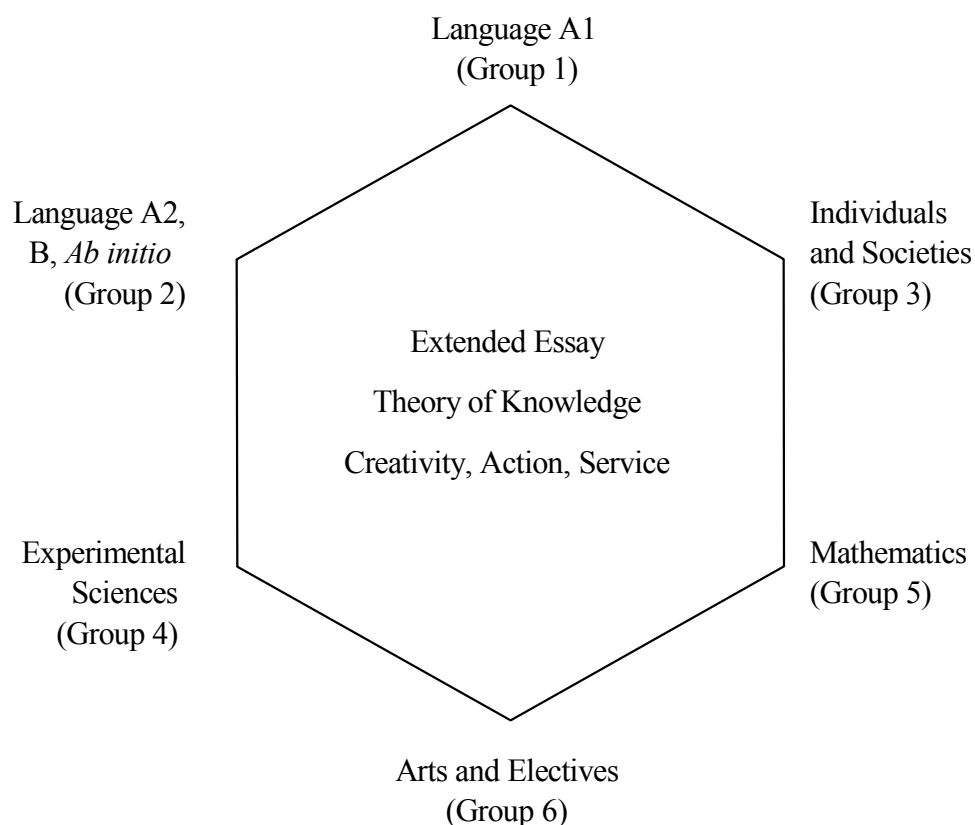 Language A1
(Group 1)
Language A2,
B, Ab initio
(Group 2)
Individuals
and Societies
(Group 3)
Extended Essay
Theory of Knowledge
Creativity, Action, Service
Experimental
Sciences
(Group 4)
Mathematics
(Group 5)
Arts and Electives
(Group 6)